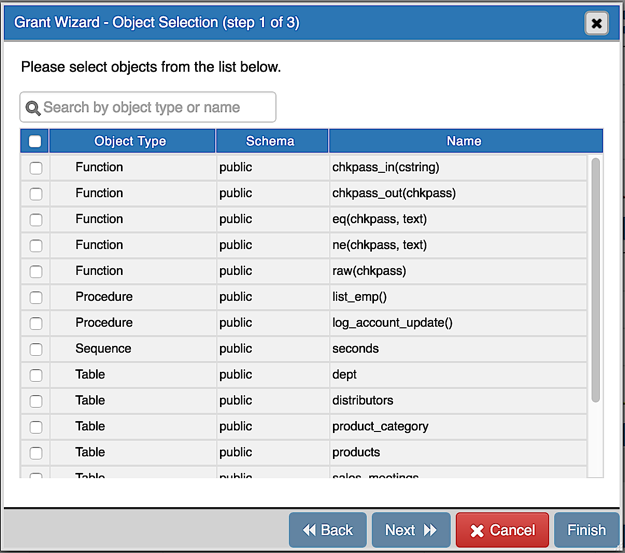 Grant Wizard - Object Selection (step 1 of 3)
Please select objects from the list below.
Search by object type or name
Object Type Schema Name
Function public chkpass_in(cstring)
Function public chkpass_out(chkpass)
Function public eq(chkpass, text)
Function public ne(chkpass, text)
Function public raw(chkpass)
Procedure public list_emp()
Procedure public log_account_update()
Sequence public seconds
Table public dept
Table public distributors
Table public product_category
Table public products
Table public sales_meetings
Back Next Cancel Finish